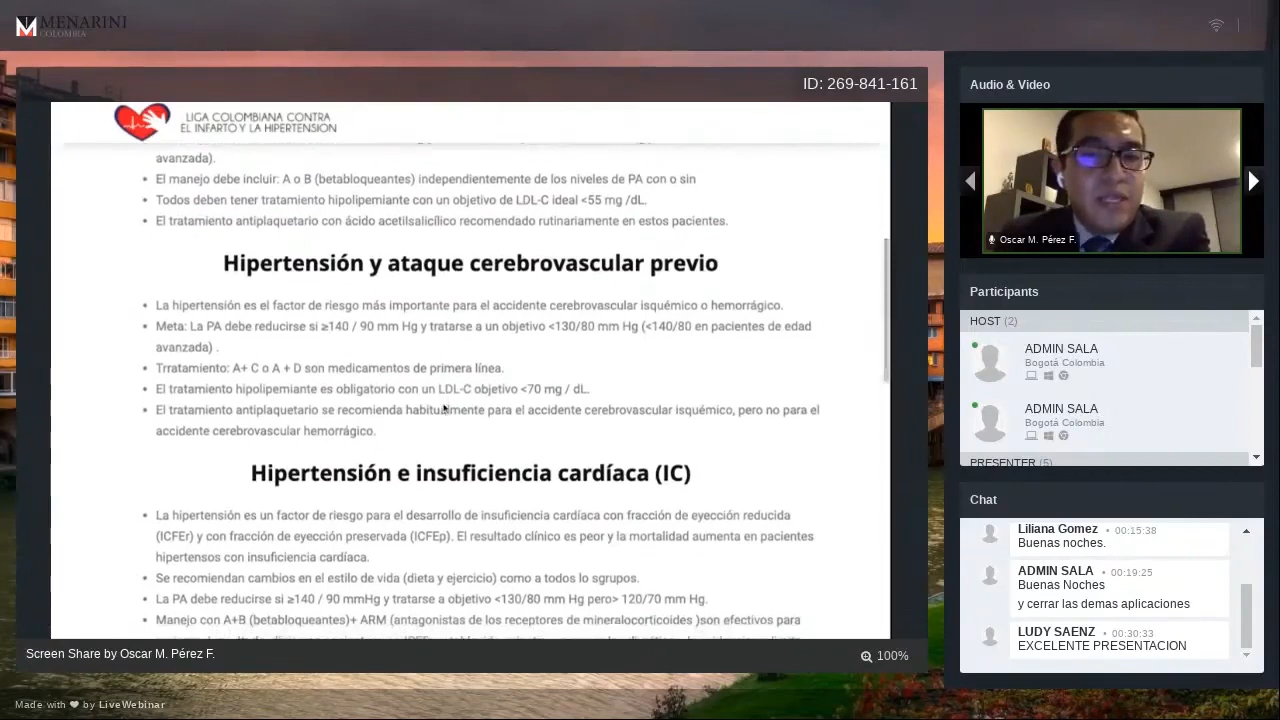 MENARINI
COLOMBIA
ID: 269-841-161
LIGA COLOMBIANA CONTRA
EL INFARTO Y LA HIPERTENSION
avanzada).
El manejo debe incluir: A o B (betabloqueantes) independientemente de los niveles de PA con o sin
Todos deben tener tratamiento hipolipemiante con un objetivo de LDL-C ideal <55 mg /dL.
El tratamiento antiplaquetario con ácido acetilsalicílico recomendado rutinariamente en estos pacientes.
Hipertensión y ataque cerebrovascular previo
La hipertensión es el factor de riesgo más importante para el accidente cerebrovascular isquémico o hemorrágico.
Meta: La PA debe reducirse si ≥140 / 90 mm Hg y tratarse a un objetivo <130/80 mm Hg (<140/80 en pacientes de edad
avanzada) .
Trratamiento: A+ C o A + D son medicamentos de primera línea.
El tratamiento hipolipemiante es obligatorio con un LDL-C objetivo <70 mg / dL.
El tratamiento antiplaquetario se recomienda habitualmente para el accidente cerebrovascular isquémico, pero no para el
accidente cerebrovascular hemorrágico.
Hipertensión e insuficiencia cardíaca (IC)
La hipertensión es un factor de riesgo para el desarrollo de insuficiencia cardíaca con fracción de eyección reducida
(ICFEr) y con fracción de eyección preservada (ICFEp). El resultado clínico es peor y la mortalidad aumenta en pacientes
hipertensos con insuficiencia cardíaca.
Se recomiendan cambios en el estilo de vida (dieta y ejercicio) como a todos lo sgrupos.
La PA debe reducirse si ≥140 / 90 mmHg y tratarse a objetivo <130/80 mm Hg pero> 120/70 mm Hg.
Manejo con A+B (betabloqueantes)+ ARM (antagonistas de los receptores de mineralocorticoides )son efectivos para
Screen Share by Oscar M. Pérez F.
100%
Made with by LiveWebinar
Audio & Video
Oscar M. Pérez F.
Participants
HOST (2)
ADMIN SALA
Bogotá Colombia
ADMIN SALA
Bogotá Colombia
PRESENTER (5)
Chat
Liliana Gomez • 00:15:38
Buenas noches.
ADMIN SALA • 00:19:25
Buenas Noches
y cerrar las demas aplicaciones
LUDY SAENZ • 00:30:33
EXCELENTE PRESENTACION